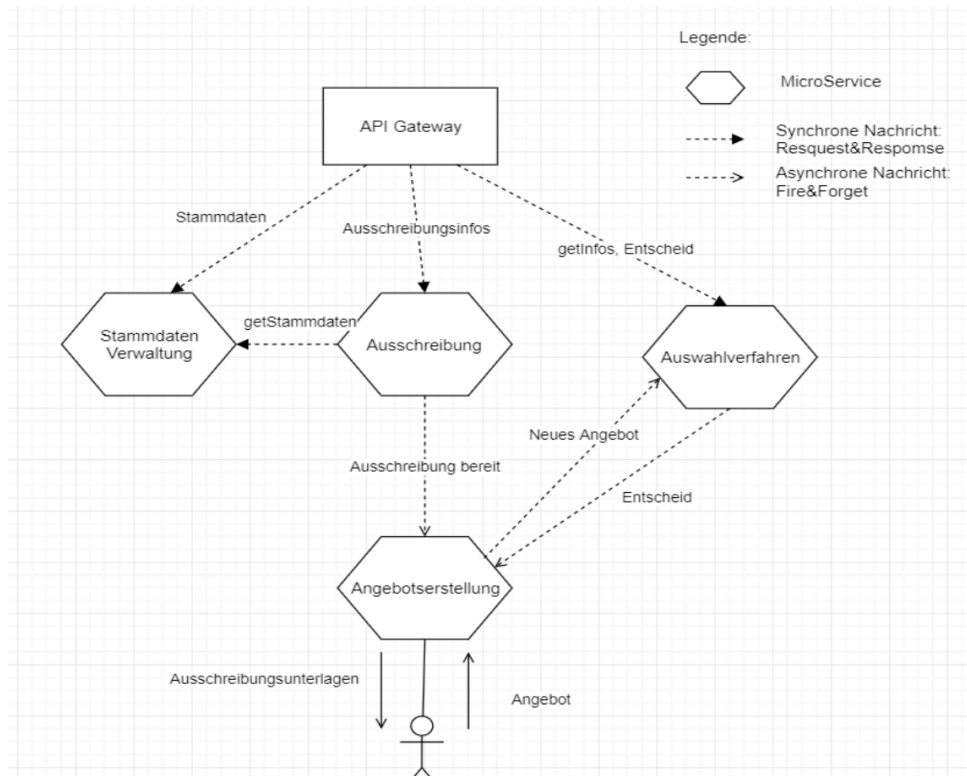 Legende:
MicroService
API Gateway
Synchrone Nachricht:
Resquest&Respomse
Asynchrone Nachricht:
Fire&Forget
Stammdaten
Ausschreibungsinfos
getInfos, Entscheid
getStammdaten
Stammdaten
Verwaltung
Ausschreibung
Auswahlverfahren
Neues Angebot
Ausschreibung bereit
Entscheid
Angebotserstellung
Ausschreibungsunterlagen
Angebot